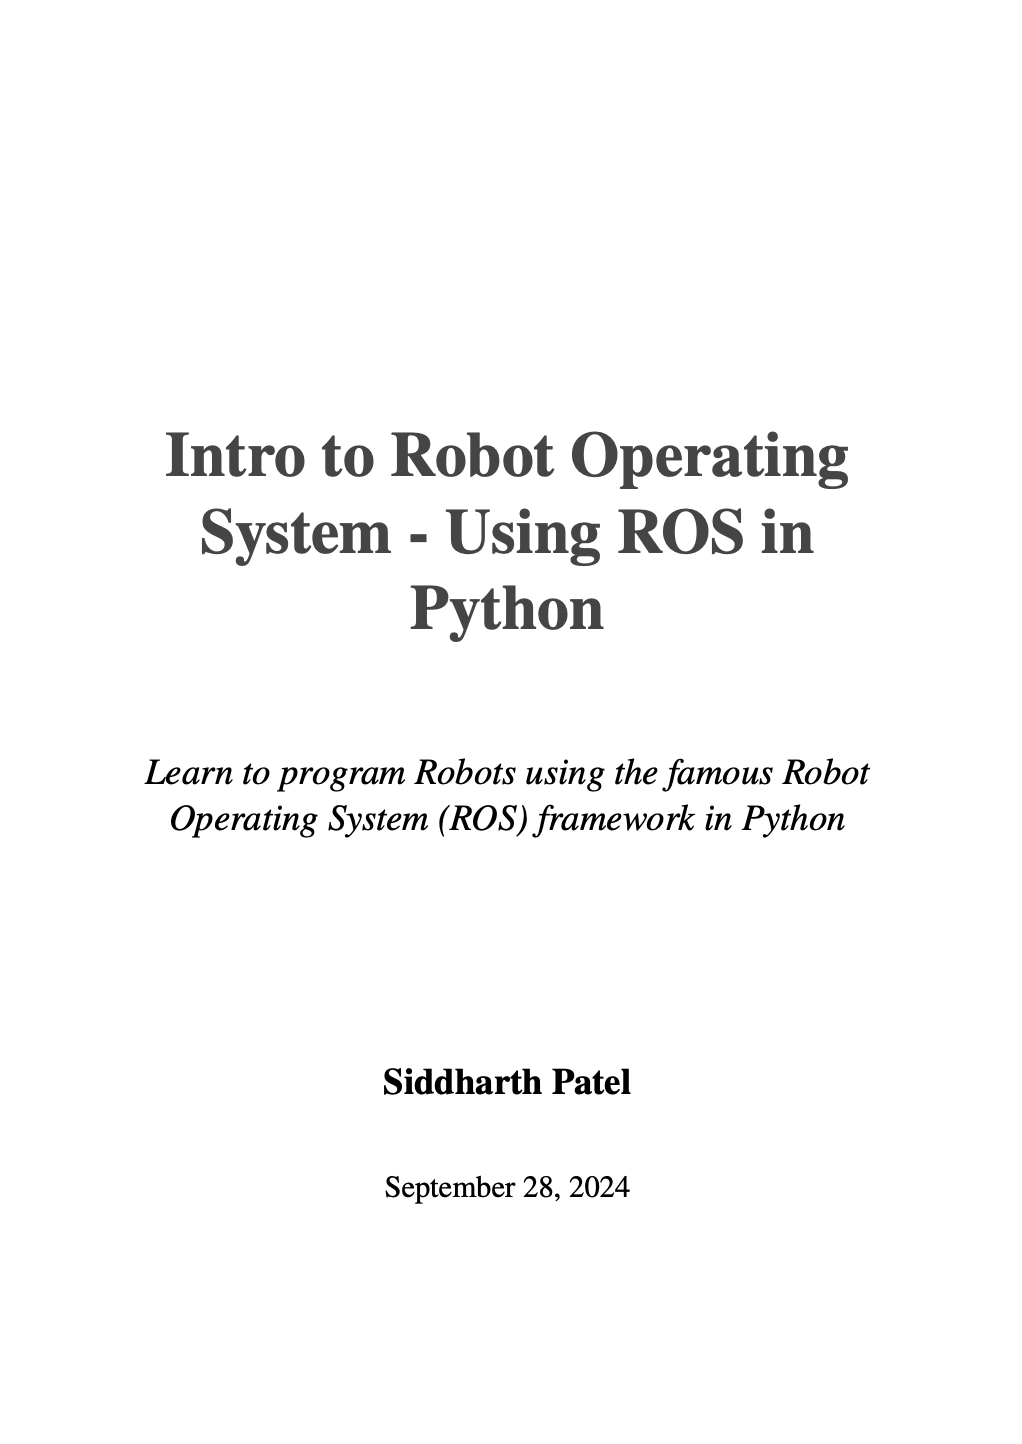 Intro to Robot Operating
System - Using ROS in
Python
Learn to program Robots using the famous Robot
Operating System (ROS) framework in Python
Siddharth Patel
September 28, 2024